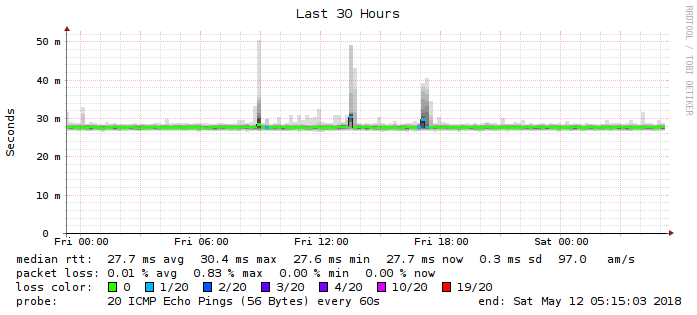 Last 30 Hours
RRDTOOL / TOBI OETIKER
Seconds
50 m
40 m
30 m
20 m
10 m
0
Fri 00:00 Fri 06:00 Fri 12:00 Fri 18:00 Sat 00:00
median rtt: 27.7 ms avg 30.4 ms max 27.6 ms min 27.7 ms now 0.3 ms sd 97.0 am/s
packet loss: 0.01 % avg 0.83 % max 0.00 % min 0.00 % now
loss color: 0 1/20 2/20 3/20 4/20 10/20 19/20
probe: 20 ICMP Echo Pings (56 Bytes) every 60s end: Sat May 12 05:15:03 2018